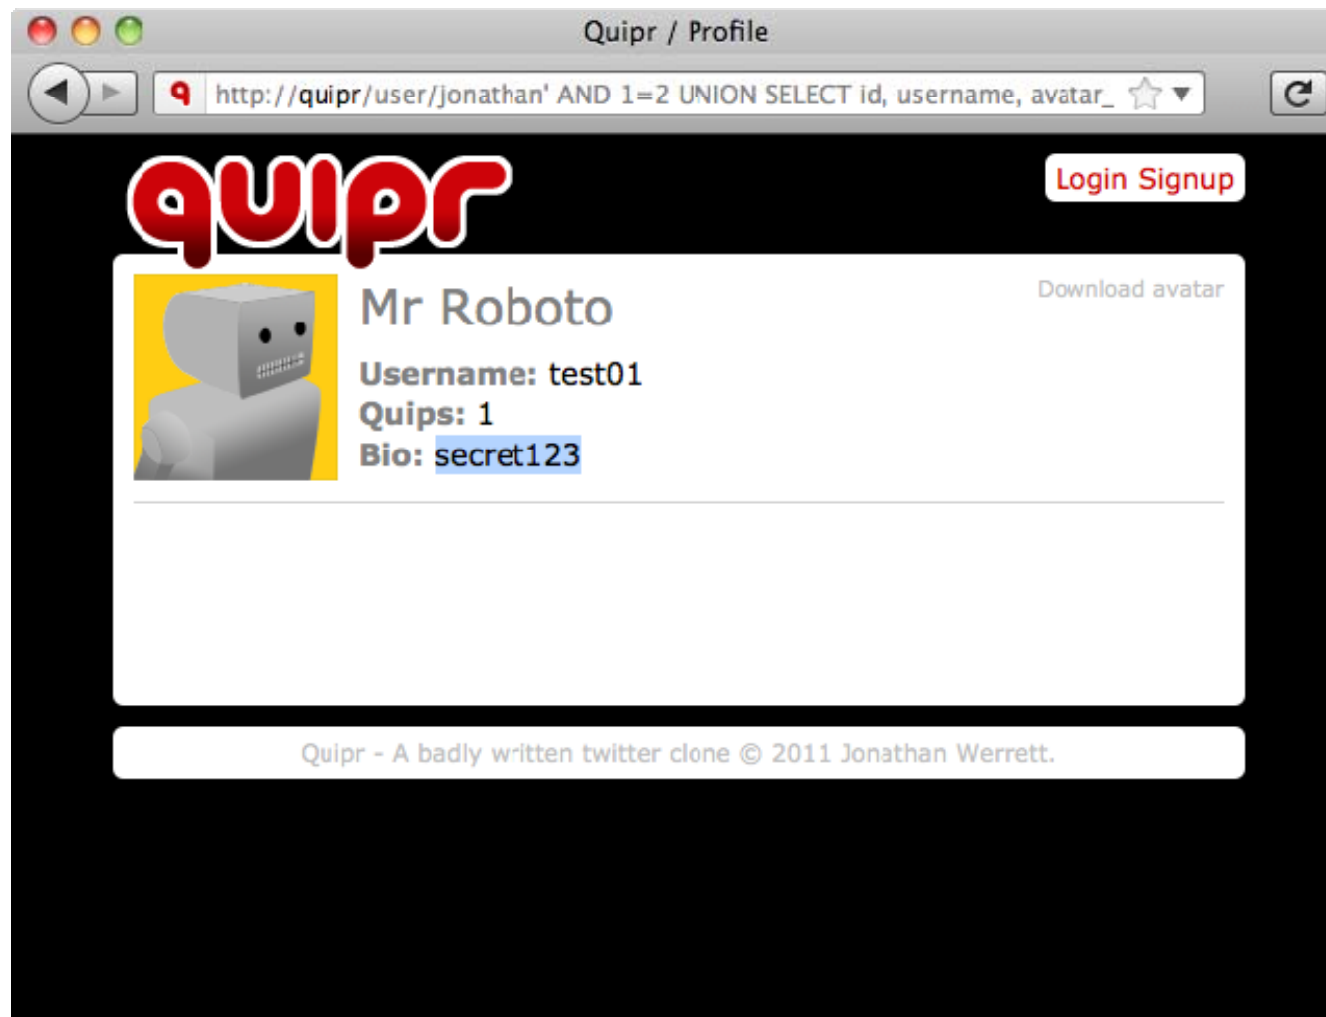 Quipr / Profile
http://quipr/user/jonathan' AND 1=2 UNION SELECT id, username, avatar_
quipr
Login Signup
Mr Roboto
Download avatar
Username: test01
Quips: 1
Bio: secret123
Quipr - A badly written twitter clone © 2011 Jonathan Werrett.